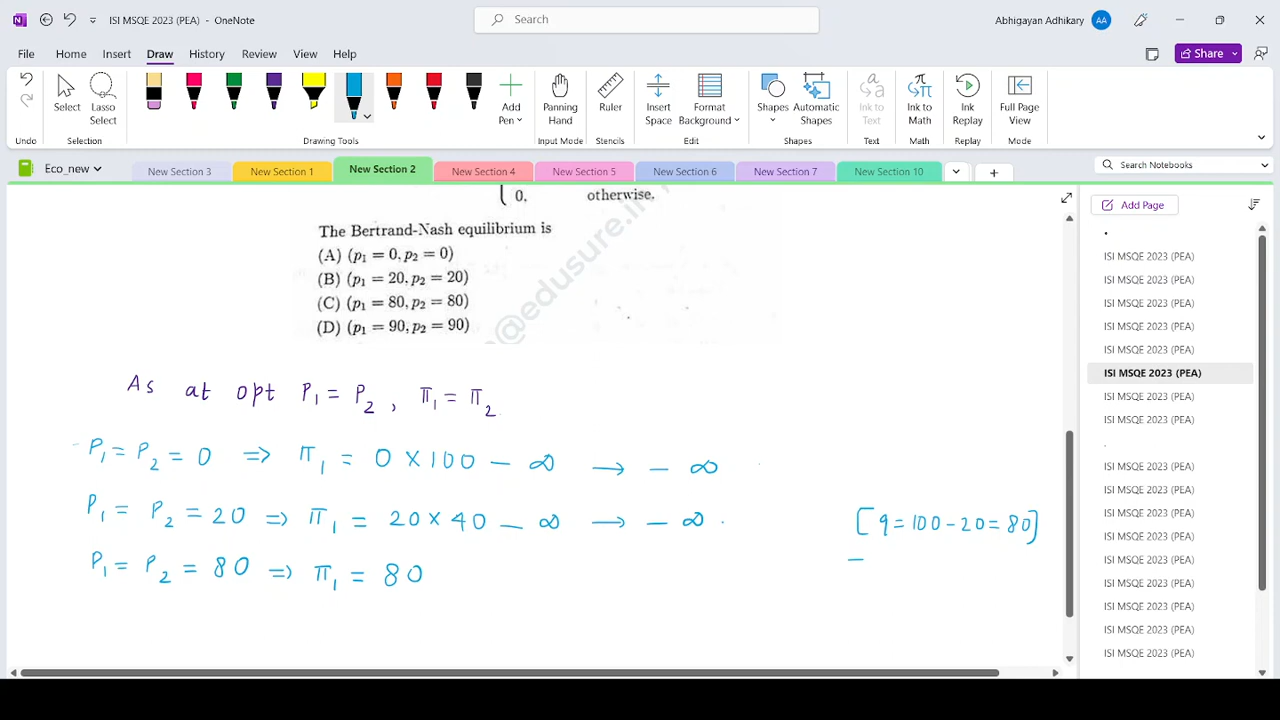 ISI MSQE 2023 (PEA) - OneNote
Search
Abhigayan Adhikary AA
File Home Insert Draw History Review View Help
Share
Undo
Select
Lasso Select
Add Pen
Panning Hand
Ruler
Insert Space
Format Background
Shapes
Automatic Shapes
Ink to Text
Ink to Math
Ink Replay
Full Page View
Undo Selection Drawing Tools Input Mode Stencils Edit Shapes Text Math Replay Mode
Eco_new New Section 3 New Section 1 New Section 2 New Section 4 New Section 5 New Section 6 New Section 7 New Section 10 + Search Notebooks
Add Page
.
ISI MSQE 2023 (PEA)
ISI MSQE 2023 (PEA)
ISI MSQE 2023 (PEA)
ISI MSQE 2023 (PEA)
ISI MSQE 2023 (PEA)
ISI MSQE 2023 (PEA)
ISI MSQE 2023 (PEA)
ISI MSQE 2023 (PEA)
.
ISI MSQE 2023 (PEA)
ISI MSQE 2023 (PEA)
ISI MSQE 2023 (PEA)
ISI MSQE 2023 (PEA)
ISI MSQE 2023 (PEA)
ISI MSQE 2023 (PEA)
ISI MSQE 2023 (PEA)
ISI MSQE 2023 (PEA)
ISI MSQE 2023 (PEA)
0, otherwise.
The Bertrand-Nash equilibrium is
(A) (p₁ = 0, p₂ = 0)
(B) (p₁ = 20, p₂ = 20)
(C) (p₁ = 80, p₂ = 80)
(D) (p₁ = 90, p₂ = 90)
@edusure.in
As at opt P₁ = P₂, π₁ = π₂
P₁ = P₂ = 0 ⇒ π₁ = 0 × 100 − ∞ → − ∞
P₁ = P₂ = 20 ⇒ π₁ = 20 × 40 − ∞ → − ∞ .
[q = 100 − 20 = 80]
P₁ = P₂ = 80 ⇒ π₁ = 80